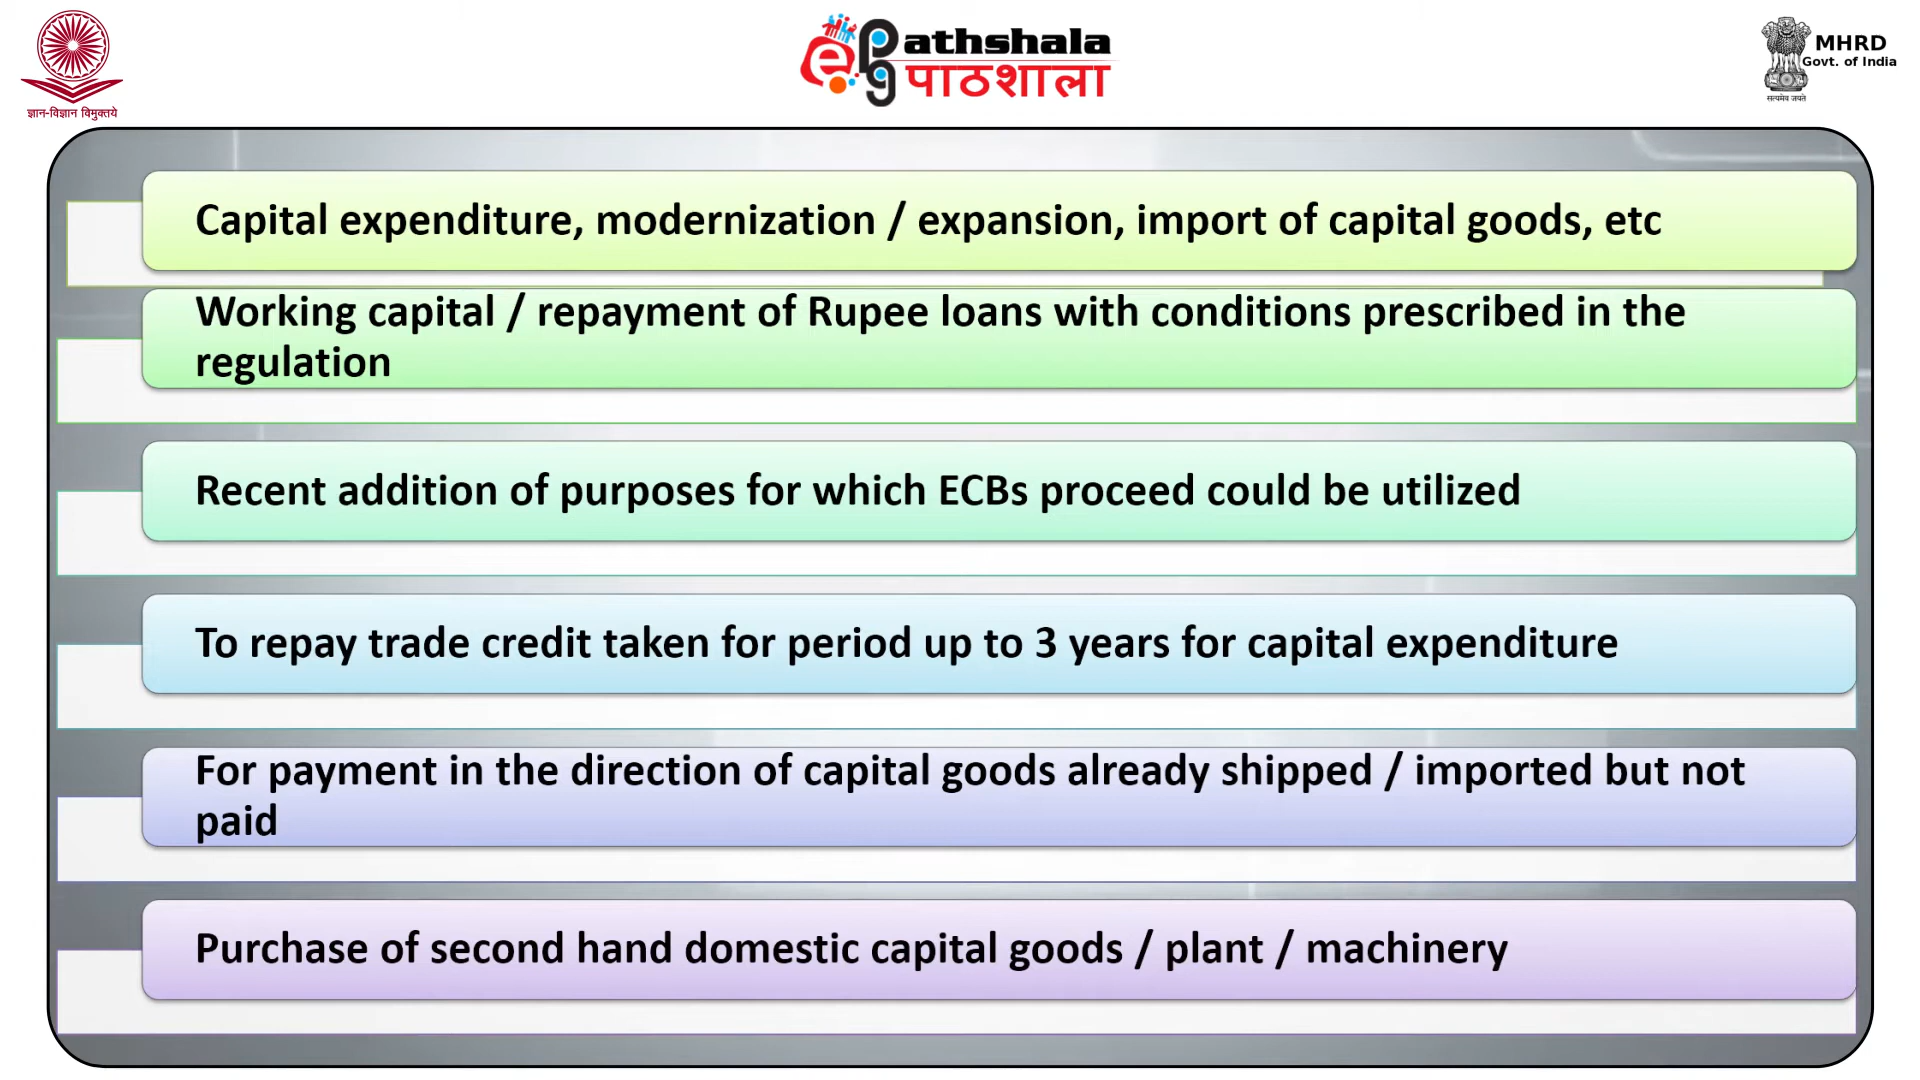 ज्ञान-विज्ञान विमुक्तये
e PG athshala
पाठशाला
सत्यमेव जयते
MHRD
Govt. of India
Capital expenditure, modernization / expansion, import of capital goods, etc
Working capital / repayment of Rupee loans with conditions prescribed in the
regulation
Recent addition of purposes for which ECBs proceed could be utilized
To repay trade credit taken for period up to 3 years for capital expenditure
For payment in the direction of capital goods already shipped / imported but not
paid
Purchase of second hand domestic capital goods / plant / machinery